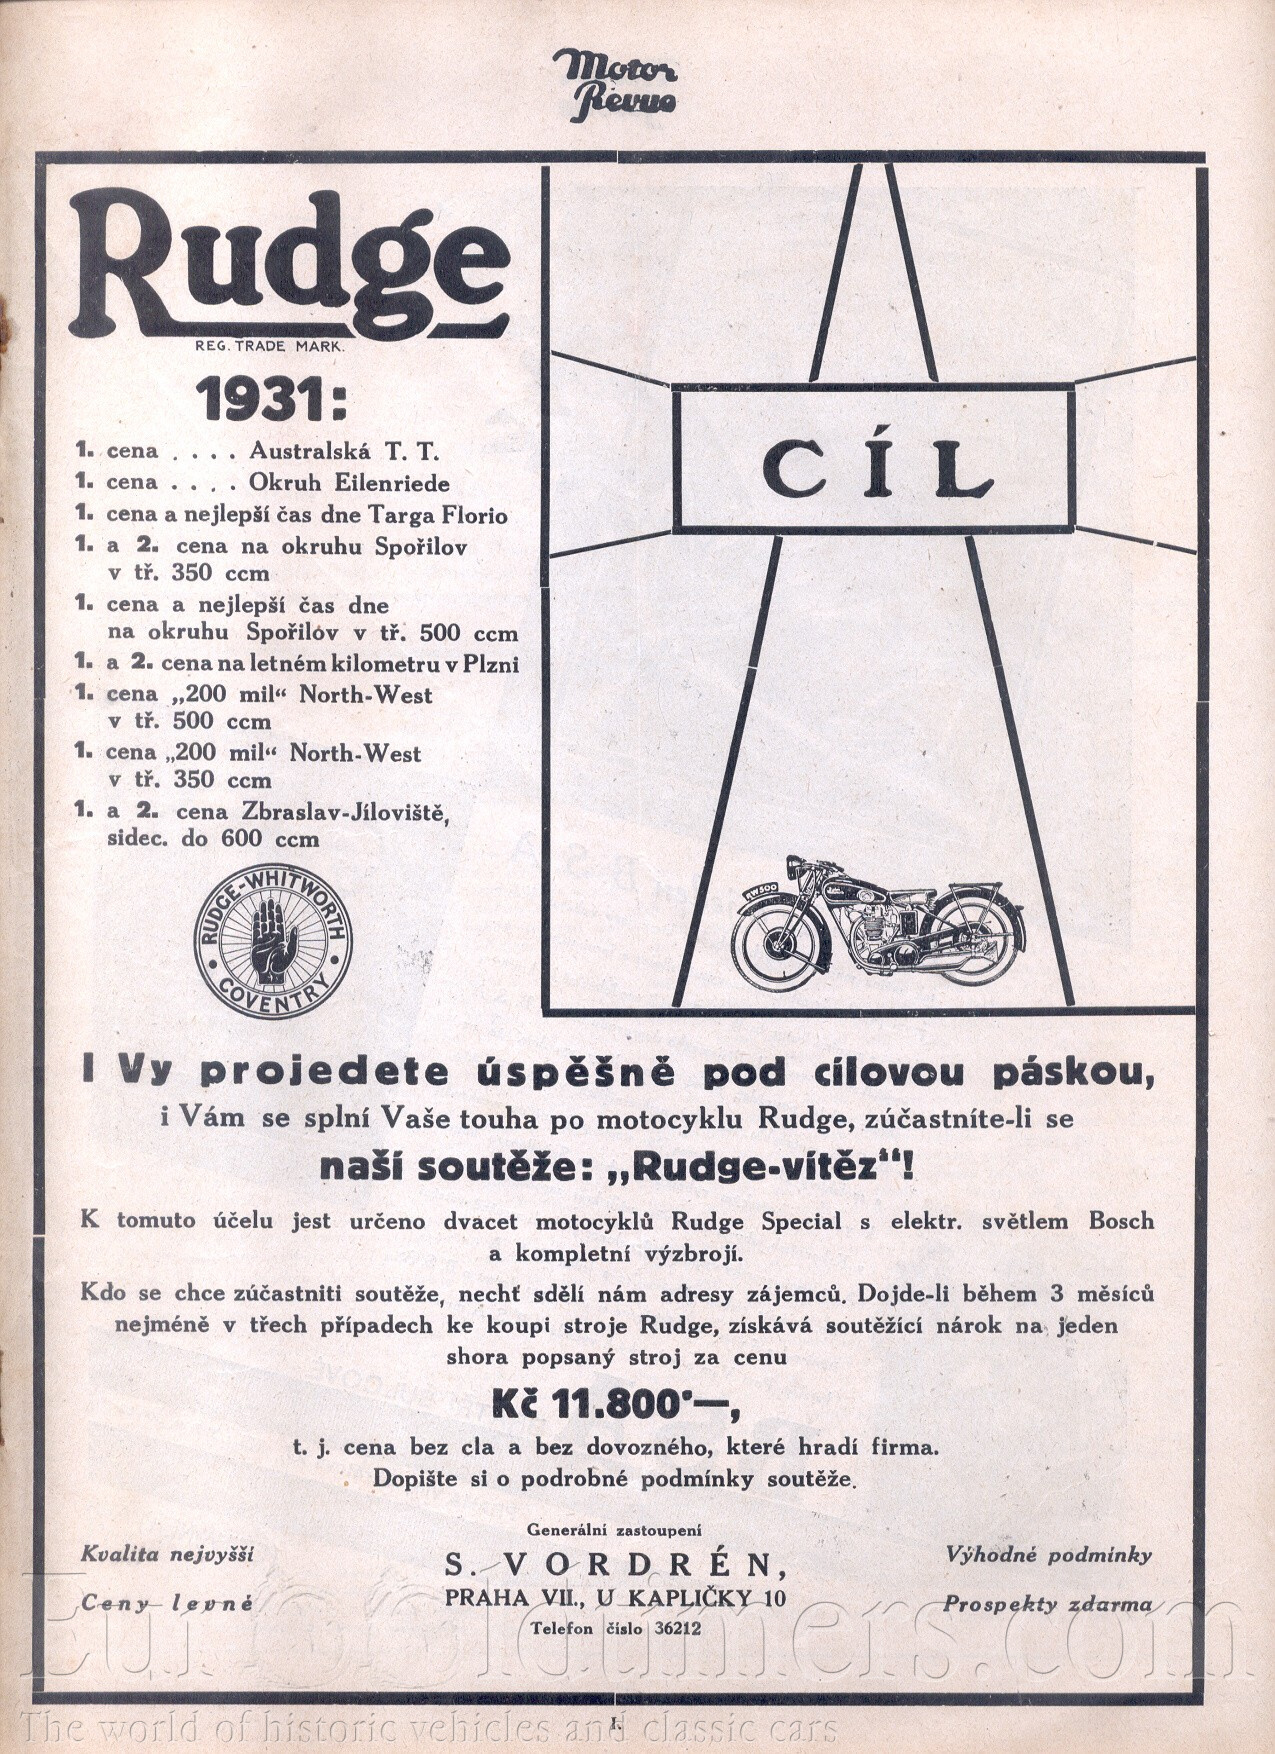 Motor
Revue
Rudge
REG. TRADE MARK.
1931:
1. cena . . . . Australská T. T.
1. cena . . . . Okruh Eilenriede
1. cena a nejlepší čas dne Targa Florio
1. a 2. cena na okruhu Spořilov
v tř. 350 ccm
1. cena a nejlepší čas dne
na okruhu Spořilov v tř. 500 ccm
1. a 2. cena na letném kilometru v Plzni
1. cena „200 mil“ North-West
v tř. 500 ccm
1. cena „200 mil“ North-West
v tř. 350 ccm
1. a 2. cena Zbraslav-Jíloviště,
sidec. do 600 ccm
RUDGE-WHITWORTH
COVENTRY
CÍL
RW500
I Vy projedete úspěšně pod cílovou páskou,
i Vám se splní Vaše touha po motocyklu Rudge, zúčastníte-li se
naší soutěže: „Rudge-vítěz“!
K tomuto účelu jest určeno dvacet motocyklů Rudge Special s elektr. světlem Bosch
a kompletní výzbrojí.
Kdo se chce zúčastniti soutěže, nechť sdělí nám adresy zájemců. Dojde-li během 3 měsíců
nejméně v třech případech ke koupi stroje Rudge, získává soutěžící nárok na jeden
shora popsaný stroj za cenu
Kč 11.800·—,
t. j. cena bez cla a bez dovozného, které hradí firma.
Dopište si o podrobné podmínky soutěže.
Kvalita nejvyšší
Ceny levné
Generální zastoupení
S. VORDRÉN,
PRAHA VII., U KAPLIČKY 10
Telefon číslo 36212
Výhodné podmínky
Prospekty zdarma
EuroOldtimers.com
The world of historic vehicles and classic cars
I.